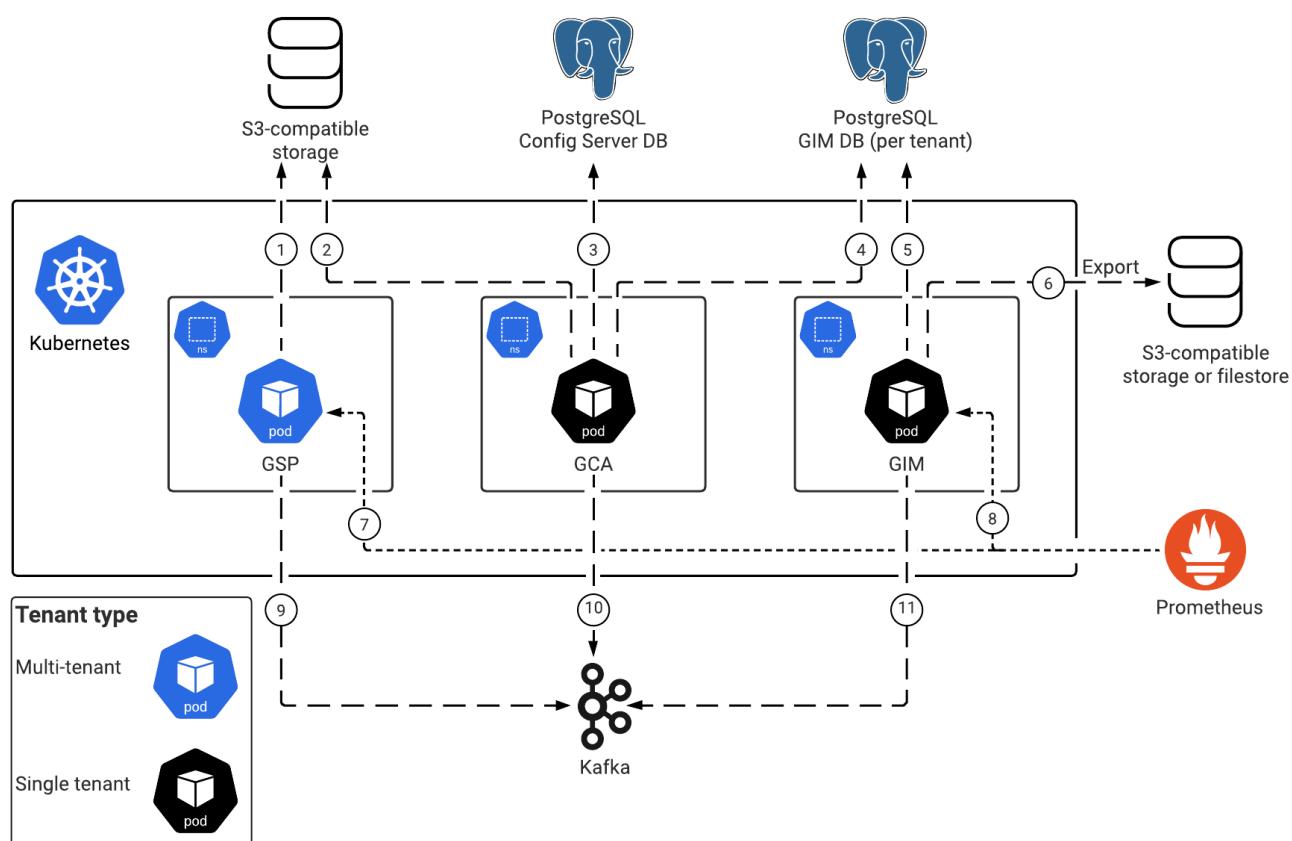 S3-compatible
storage
PostgreSQL
Config Server DB
PostgreSQL
GIM DB (per tenant)
1
2
3
4
5
6
Export
Kubernetes
ns
ns
ns
S3-compatible
storage or filestore
pod
GSP
pod
GCA
pod
GIM
7
8
Prometheus
9
10
11
Tenant type
Multi-tenant
pod
Kafka
Single tenant
pod